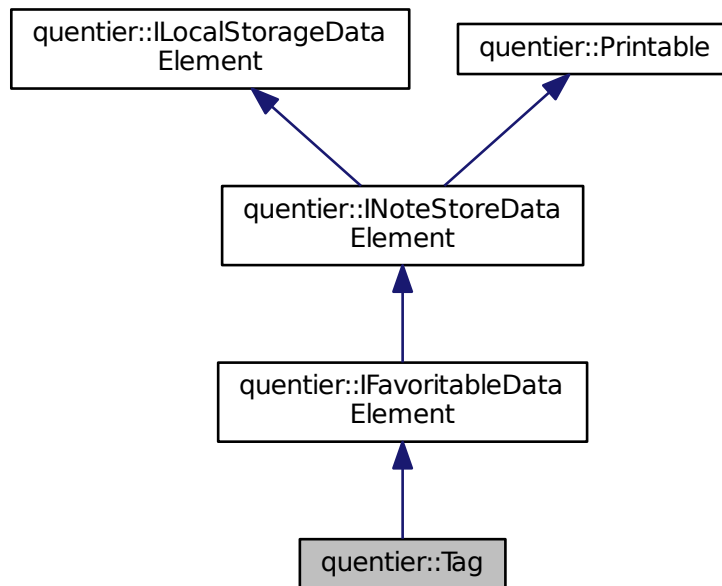 quentier::ILocalStorageData
Element
quentier::Printable
quentier::INoteStoreData
Element
quentier::IFavoritableData
Element
quentier::Tag